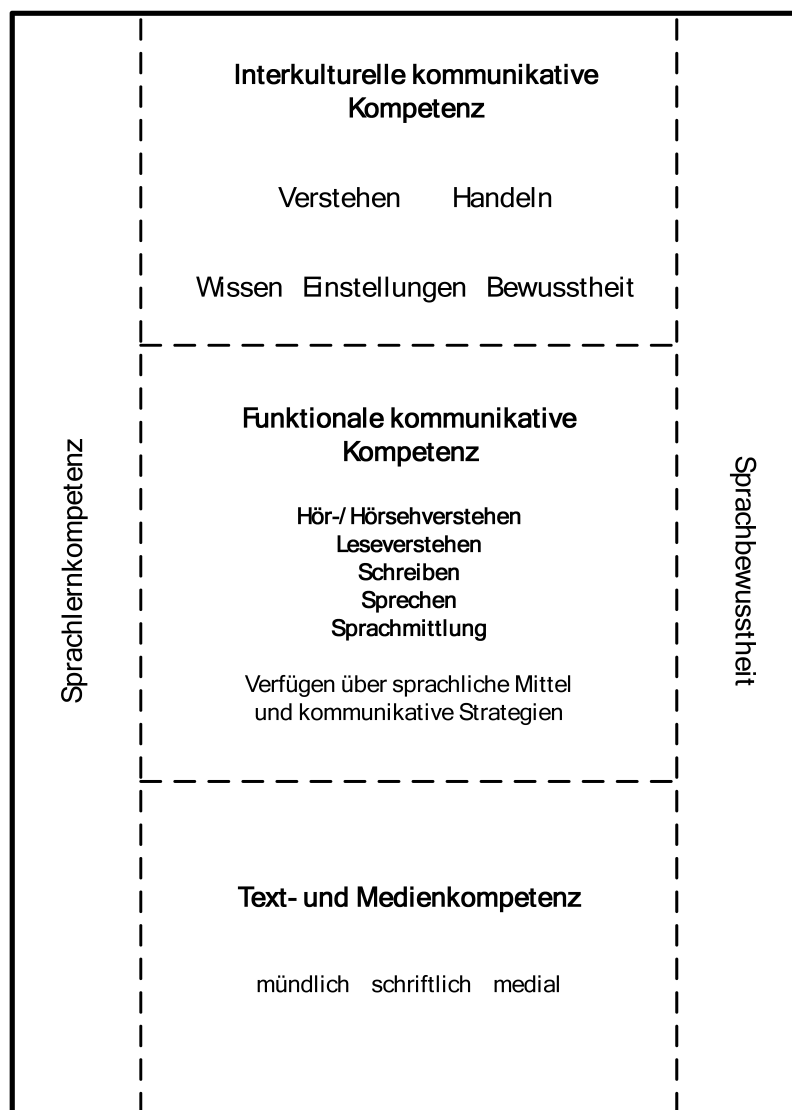 Interkulturelle kommunikative
Kompetenz
Verstehen Handeln
Wissen Einstellungen Bewusstheit
Sprachlernkompetenz
Funktionale kommunikative
Kompetenz
Hör-/ Hörsehverstehen
Leseverstehen
Schreiben
Sprechen
Sprachmittlung
Verfügen über sprachliche Mittel
und kommunikative Strategien
Sprachbewusstheit
Text- und Medienkompetenz
mündlich schriftlich medial